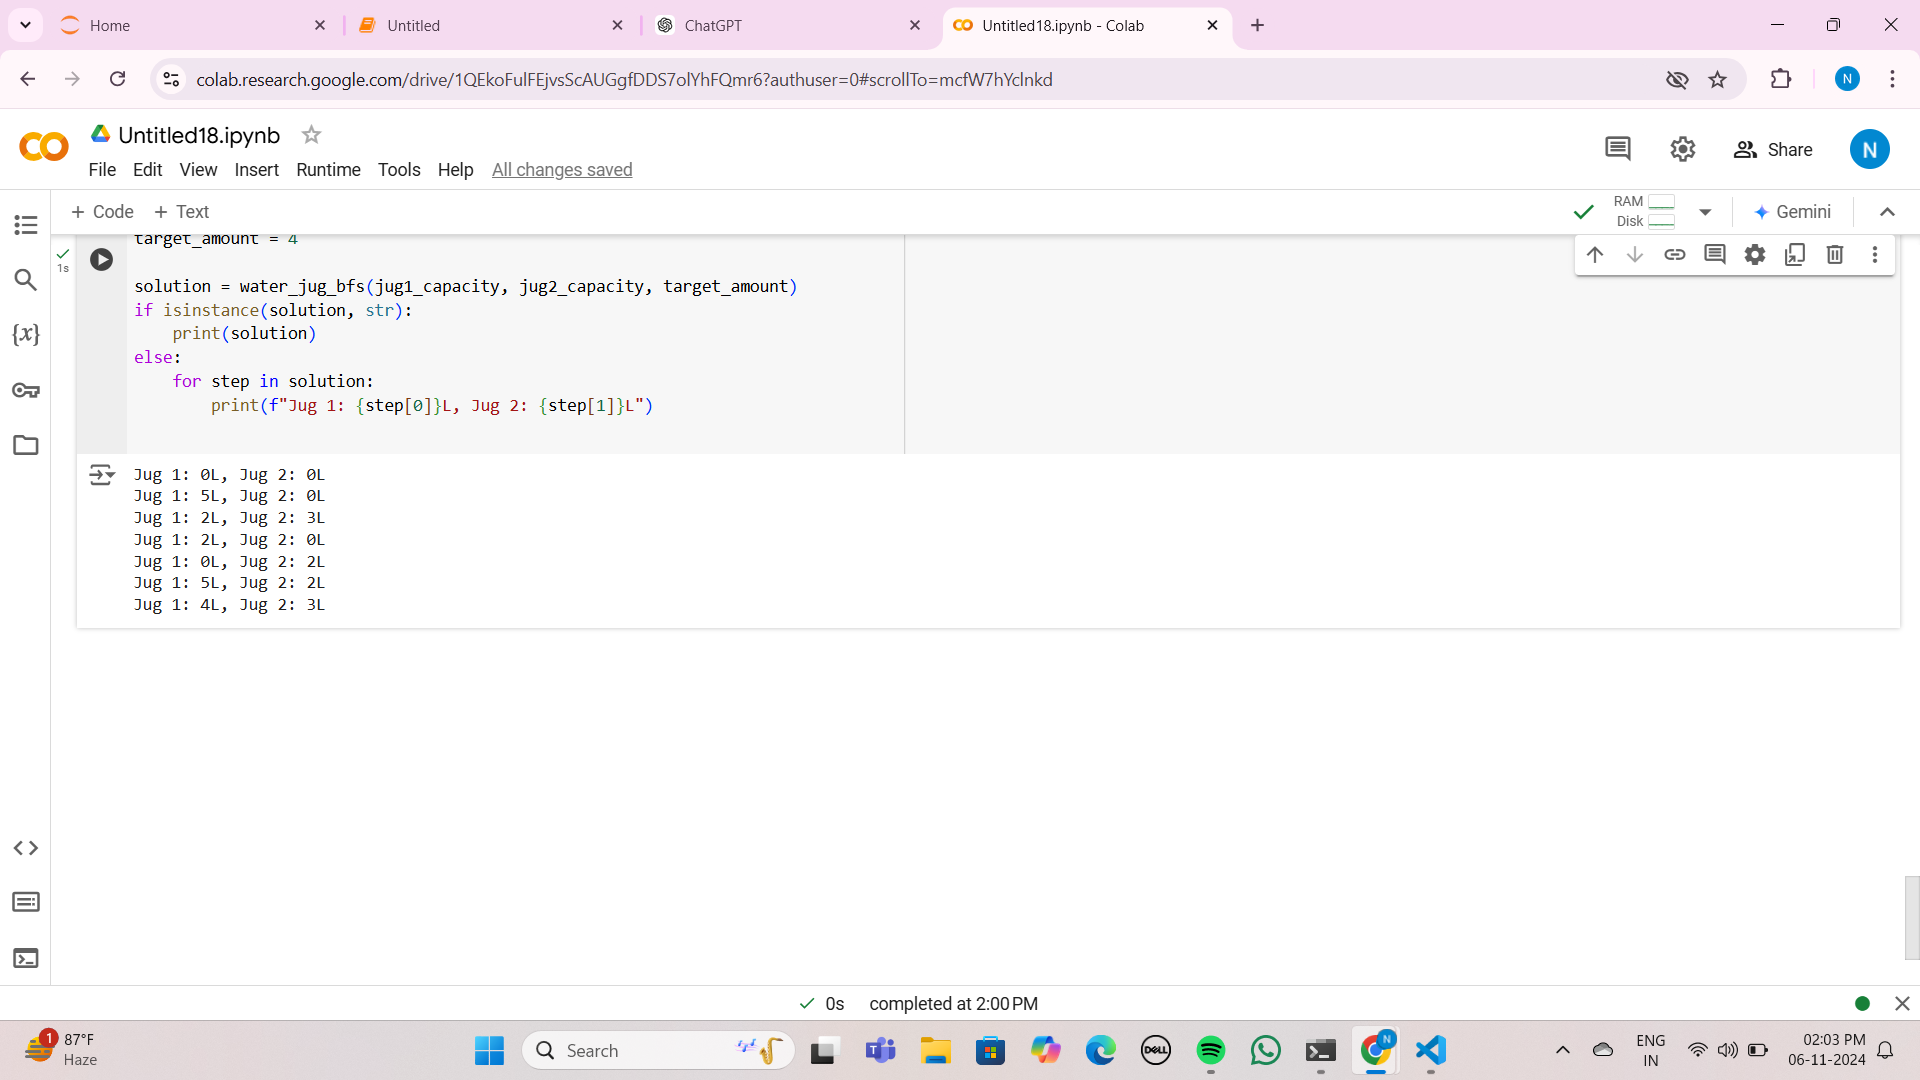 Home
Untitled
ChatGPT
Untitled18.ipynb - Colab
colab.research.google.com/drive/1QEkoFulFEjvsScAUGgfDDS7olYhFQmr6?authuser=0#scrollTo=mcfW7hYclnkd
N
Untitled18.ipynb
File Edit View Insert Runtime Tools Help All changes saved
Share
N
+ Code + Text
RAM
Disk
Gemini
target_amount = 4
1s
solution = water_jug_bfs(jug1_capacity, jug2_capacity, target_amount)
if isinstance(solution, str):
    print(solution)
else:
    for step in solution:
        print(f"Jug 1: {step[0]}L, Jug 2: {step[1]}L")
Jug 1: 0L, Jug 2: 0L
Jug 1: 5L, Jug 2: 0L
Jug 1: 2L, Jug 2: 3L
Jug 1: 2L, Jug 2: 0L
Jug 1: 0L, Jug 2: 2L
Jug 1: 5L, Jug 2: 2L
Jug 1: 4L, Jug 2: 3L
{x}
0s completed at 2:00 PM
1
87°F
Haze
Search
DELL
N
ENG
IN
02:03 PM
06-11-2024